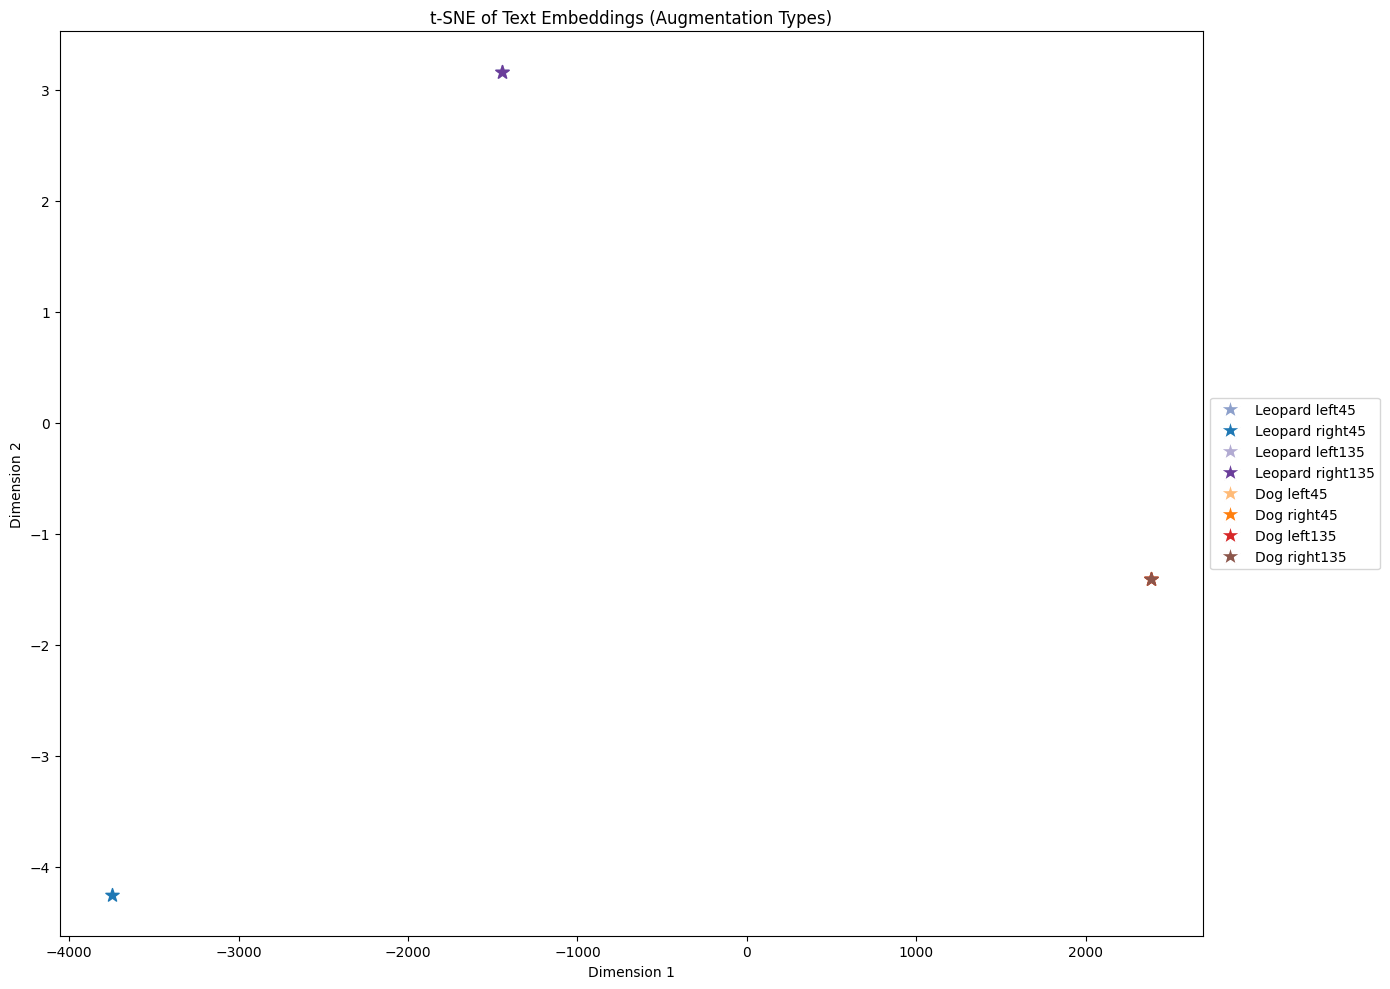 t-SNE of Text Embeddings (Augmentation Types)
3
2
1
0
−1
−2
−3
−4
Dimension 2
−4000 −3000 −2000 −1000 0 1000 2000
Dimension 1
Leopard left45
Leopard right45
Leopard left135
Leopard right135
Dog left45
Dog right45
Dog left135
Dog right135